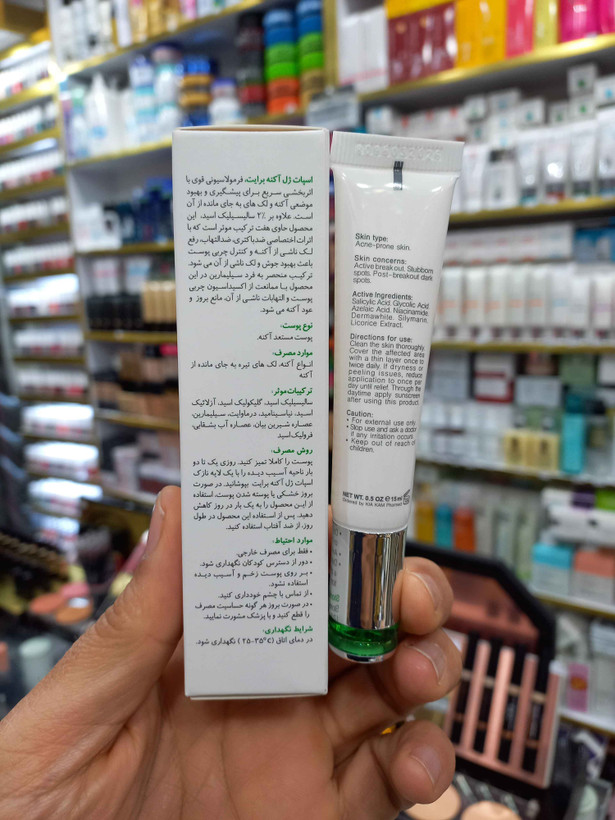 اسپات ژل آکنه برایت، فرمولاسیونی قوی با
اثربخشی سریع برای پیشگیری و بهبود
موضعی آکنه و لک های به جای مانده از آن
است. علاوه بر ۲٪ سالیسیلیک اسید، این
محصول حاوی هفت ترکیب موثر است که با
اثرات اختصاصی ضدباکتری، ضدالتهاب، رفع
لک ناشی از آکنه و کنترل چربی پوست
باعث بهبود جوش و لک ناشی از آن می شود.
ترکیب منحصر به فرد سیلیمارین در این
محصول با ممانعت از اکسیداسیون چربی
پوست و التهابات ناشی از آن، مانع بروز و
عود آکنه می شود.
نوع پوست:
پوست مستعد آکنه.
موارد مصرف:
انواع آکنه، لک های تیره به جای مانده از
آکنه
ترکیبات موثر:
سالیسیلیک اسید، گلیکولیک اسید، آزلائیک
اسید، نیاسینامید، درماوایت، سیلیمارین،
عصاره شیرین بیان، عصاره آب بشقابی،
فرولیک اسید
روش مصرف:
پوست را کاملا تمیز کنید. روزی یک تا دو
بار ناحیه آسیب دیده را با یک لایه نازک
اسپات ژل آکنه برایت بپوشانید. در صورت
بروز خشکی یا پوسته شدن پوست، استفاده
از این محصول را به یک بار در روز کاهش
دهید. پس از استفاده این محصول در طول
روز، از ضد آفتاب استفاده کنید.
موارد احتیاط:
• فقط برای مصرف خارجی.
• دور از دسترس کودکان نگهداری شود.
• بر روی پوست زخم و آسیب دیده
استفاده نشود.
• از تماس با چشم خودداری کنید.
• در صورت بروز هر گونه حساسیت مصرف
را قطع کنید و با پزشک مشورت نمایید.
شرایط نگهداری:
در دمای اتاق (۲۵-۳۵°C) نگهداری شود.
Skin type:
Acne-prone skin.
Skin concerns:
Active breakout. Stubborn
spots, Post-breakout dark
spots.
Active Ingredients:
Salicylic Acid, Glycolic Acid
Azelaic Acid, Niacinamide,
Dermawhite, Silymarin,
Licorice Extract.
Directions for use:
Clean the skin thoroughly.
Cover the affected area
with a thin layer once to
twice daily. If dryness or
peeling issues, reduce
application to once per
day until relief. Through the
daytime apply sunscreen
after using this product.
Caution:
• For external use only.
• Stop use and ask a doctor
if any irritation occurs.
• Keep out of reach of
children.
NET WT. 0.5 OZ ℮ 15 ml